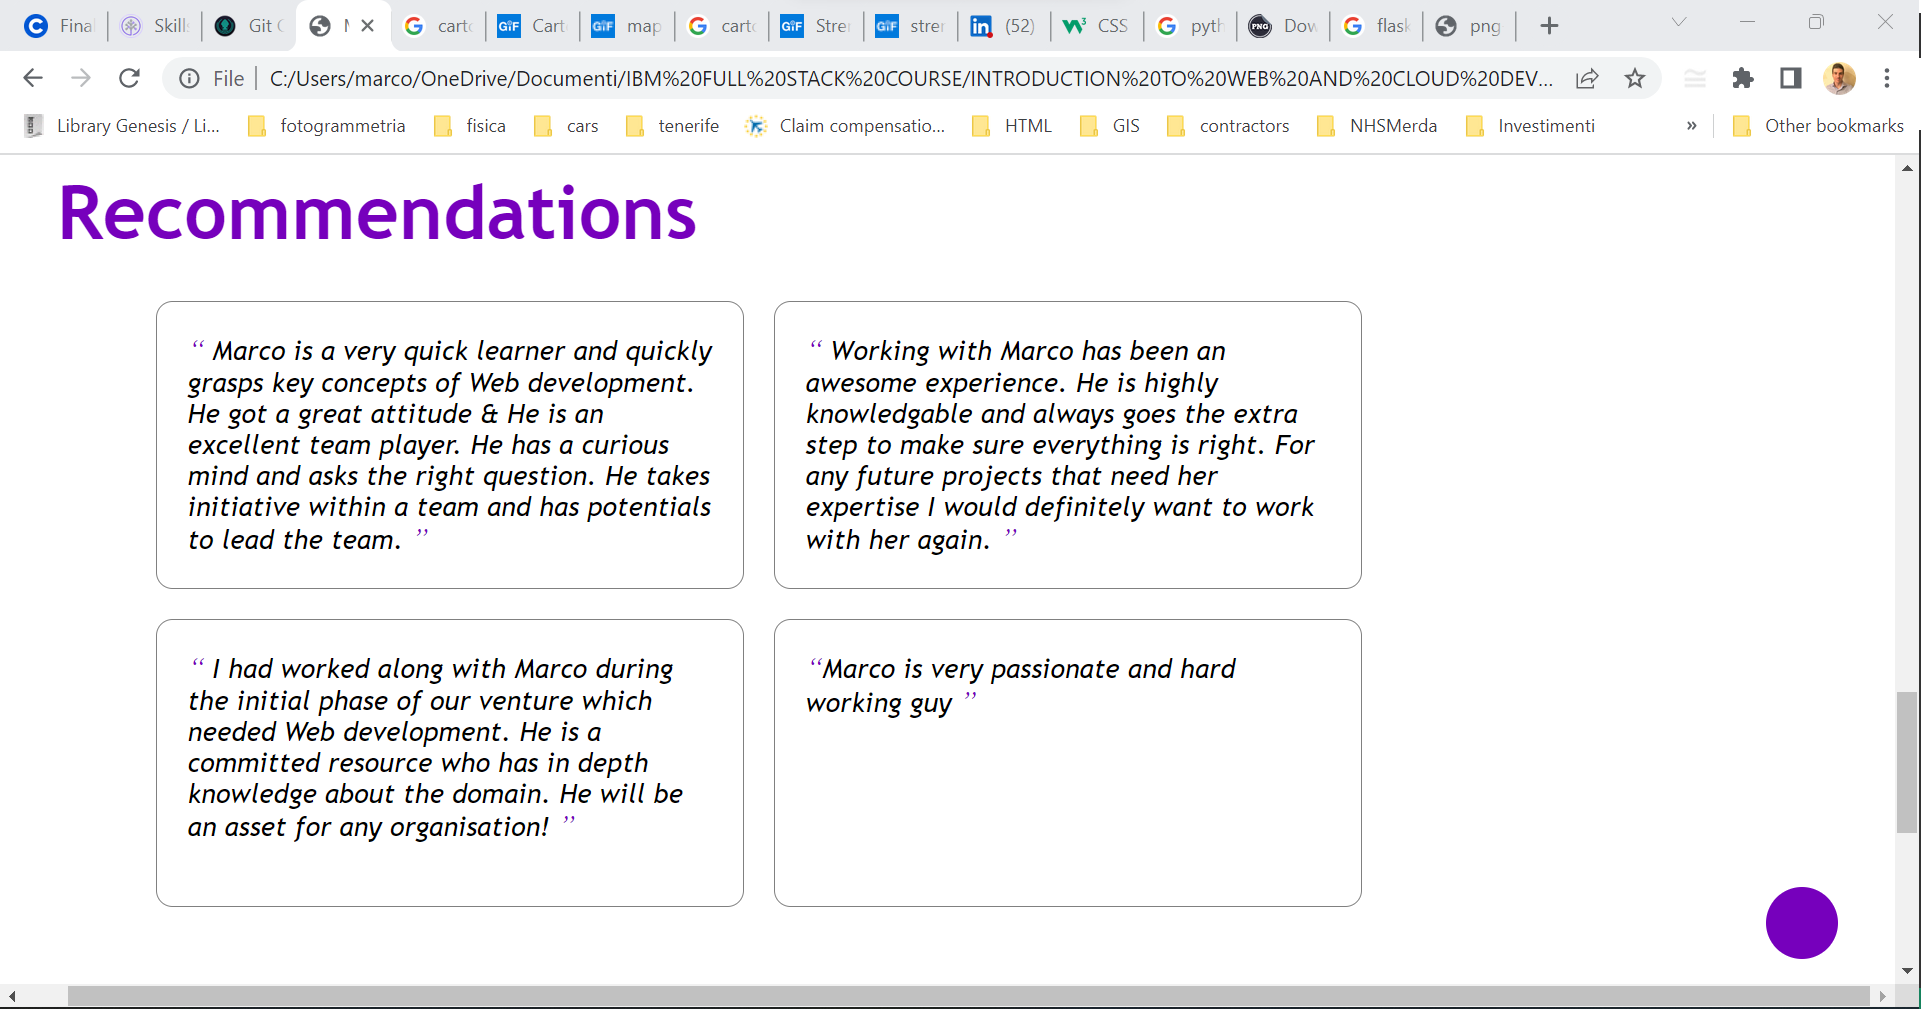 Final
Skills
Git C
M
carto
Carto
map
carto
Stren
stren
(52)
CSS
pyth
Dow
flask
png
File
C:/Users/marco/OneDrive/Documenti/IBM%20FULL%20STACK%20COURSE/INTRODUCTION%20TO%20WEB%20AND%20CLOUD%20DEV...
Library Genesis / Li...
fotogrammetria
fisica
cars
tenerife
Claim compensatio...
HTML
GIS
contractors
NHSMerda
Investimenti
»
Other bookmarks
Recommendations
“ Marco is a very quick learner and quickly
grasps key concepts of Web development.
He got a great attitude & He is an
excellent team player. He has a curious
mind and asks the right question. He takes
initiative within a team and has potentials
to lead the team. ”
“ Working with Marco has been an
awesome experience. He is highly
knowledgable and always goes the extra
step to make sure everything is right. For
any future projects that need her
expertise I would definitely want to work
with her again. ”
“ I had worked along with Marco during
the initial phase of our venture which
needed Web development. He is a
committed resource who has in depth
knowledge about the domain. He will be
an asset for any organisation! ”
“Marco is very passionate and hard
working guy ”